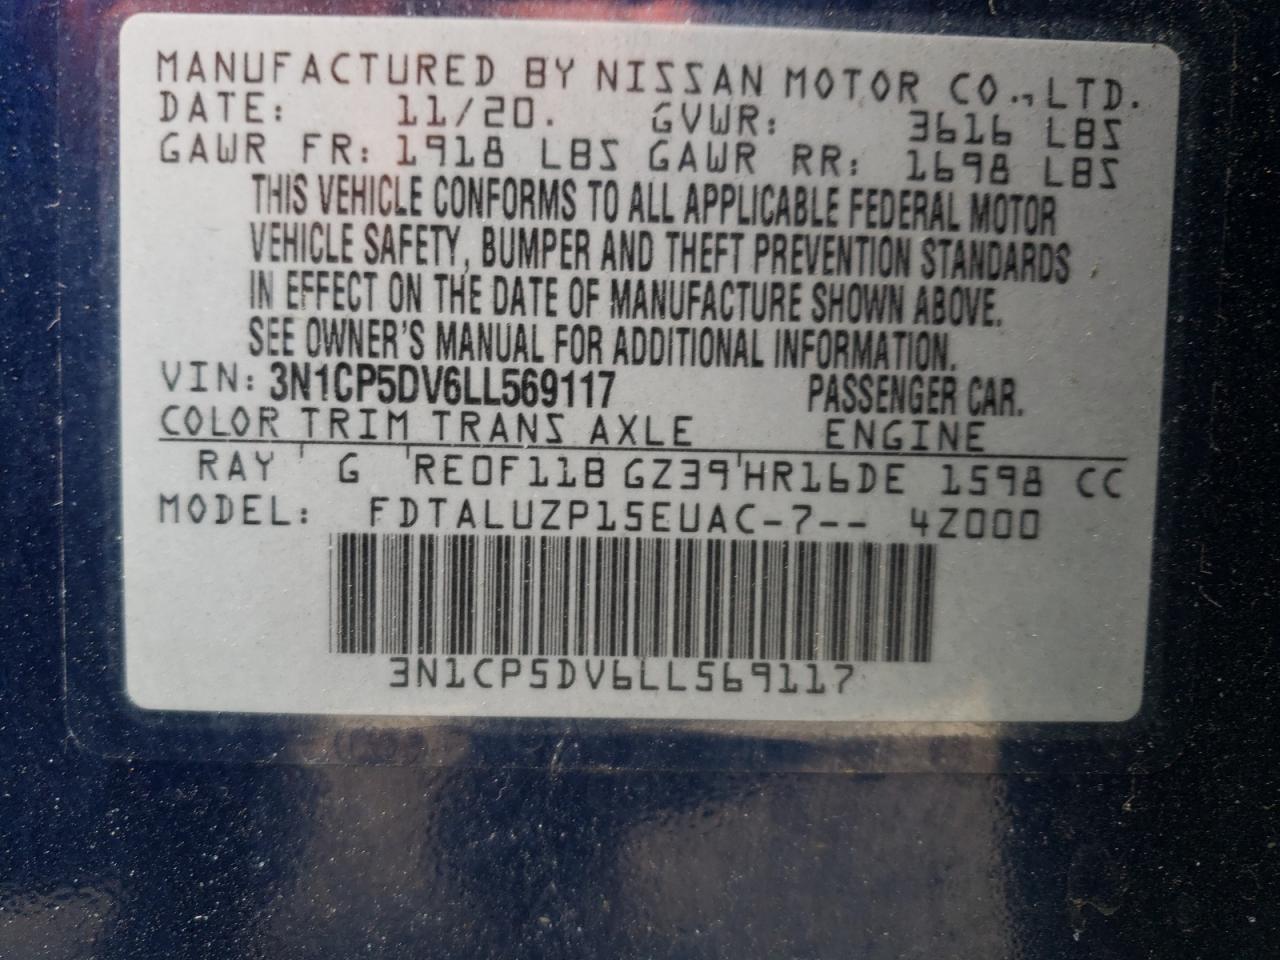 MANUFACTURED BY NISSAN MOTOR CO., LTD.
DATE: 11/20. GVWR: 3616 LBS
GAWR FR: 1918 LBS GAWR RR: 1698 LBS
THIS VEHICLE CONFORMS TO ALL APPLICABLE FEDERAL MOTOR
VEHICLE SAFETY, BUMPER AND THEFT PREVENTION STANDARDS
IN EFFECT ON THE DATE OF MANUFACTURE SHOWN ABOVE.
SEE OWNER'S MANUAL FOR ADDITIONAL INFORMATION.
VIN: 3N1CP5DV6LL569117 PASSENGER CAR.
COLOR TRIM TRANS AXLE ENGINE
RAY G RE0F11B GZ39 HR16DE 1598 CC
MODEL: FDTALUZP15EUAC-7-- 4Z000
3N1CP5DV6LL569117